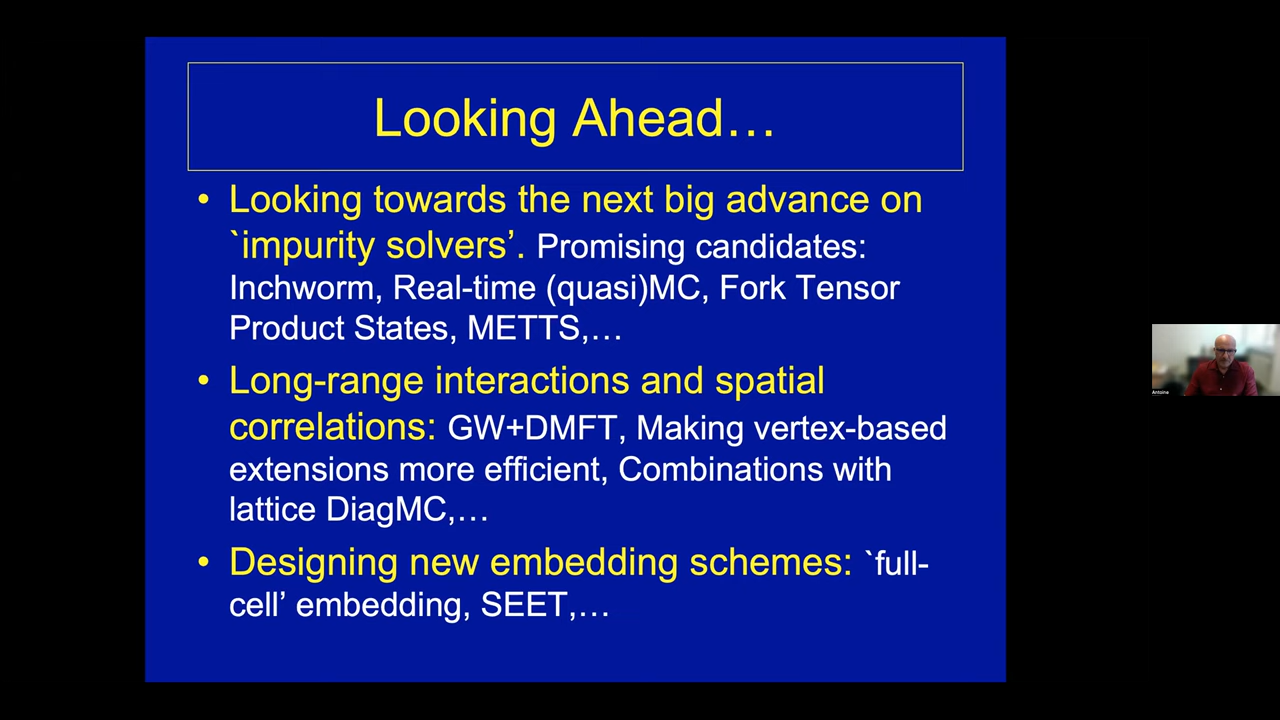 Looking Ahead…
• Looking towards the next big advance on
`impurity solvers’. Promising candidates:
Inchworm, Real-time (quasi)MC, Fork Tensor
Product States, METTS,…
• Long-range interactions and spatial
correlations: GW+DMFT, Making vertex-based
extensions more efficient, Combinations with
lattice DiagMC,…
• Designing new embedding schemes: `full-
cell’ embedding, SEET,…
Antoine